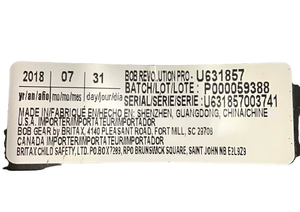 2018 07 31
yr/an/año mo/mo/mes day/jour/día
BOB REVOLUTION PRO - U631857
BATCH/LOT/LOTE : P000059388
SERIAL/SERIE/SERIE : U631857003741
MADE IN/FABRIQUÉ EN/HECHO EN: SHENZHEN, GUANGDONG, CHINA/CHINE
U.S.A. IMPORTER/IMPORTATEUR/IMPORTADOR
BOB GEAR by BRITAX, 4140 PLEASANT ROAD, FORT MILL, SC 29708
CANADA IMPORTER/IMPORTATEUR/IMPORTADOR
BRITAX CHILD SAFETY, LTD. PO BOX 7289, RPO BRUNSWICK SQUARE, SAINT JOHN NB E2L9Z9